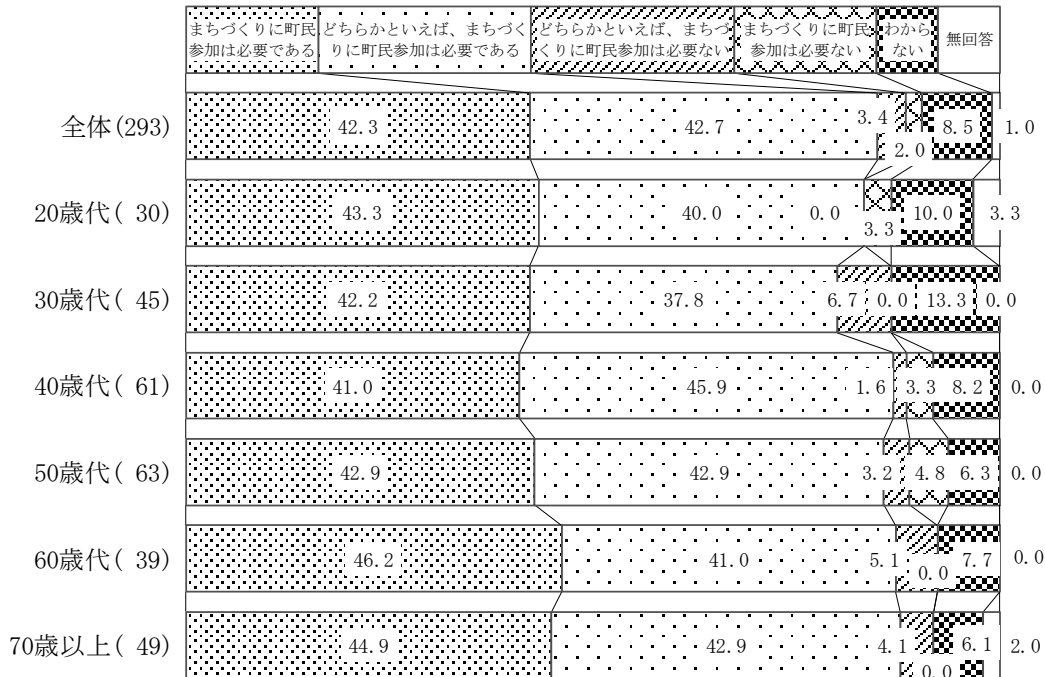 まちづくりに町民
参加は必要である
どちらかといえば、まちづく
りに町民参加は必要である
どちらかといえば、まちづ
くりに町民参加は必要ない
まちづくりに町民
参加は必要ない
わから
ない
無回答
全体(293) 42.3 42.7 3.4 2.0 8.5 1.0
20歳代( 30) 43.3 40.0 0.0 3.3 10.0 3.3
30歳代( 45) 42.2 37.8 6.7 0.0 13.3 0.0
40歳代( 61) 41.0 45.9 1.6 3.3 8.2 0.0
50歳代( 63) 42.9 42.9 3.2 4.8 6.3 0.0
60歳代( 39) 46.2 41.0 5.1 0.0 7.7 0.0
70歳以上( 49) 44.9 42.9 4.1 0.0 6.1 2.0